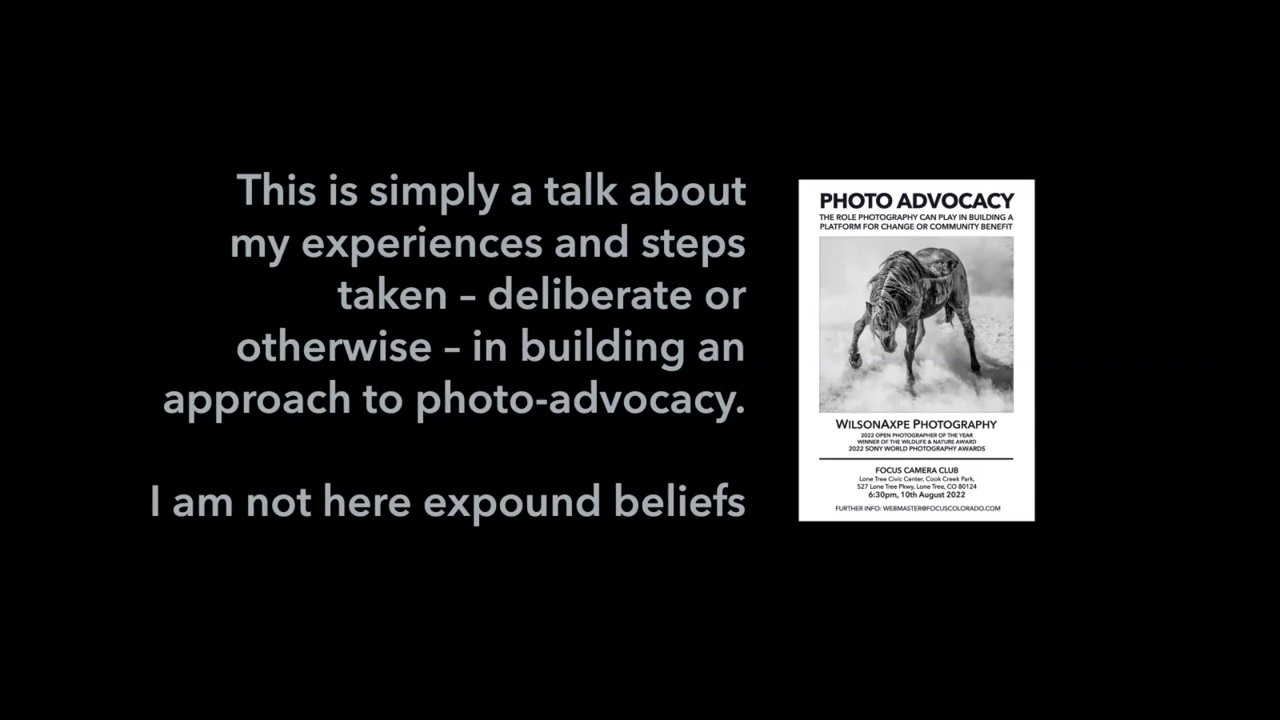 This is simply a talk about
my experiences and steps
taken – deliberate or
otherwise – in building an
approach to photo-advocacy.
I am not here expound beliefs
PHOTO ADVOCACY
THE ROLE PHOTOGRAPHY CAN PLAY IN BUILDING A
PLATFORM FOR CHANGE OR COMMUNITY BENEFIT
WILSONAXPE PHOTOGRAPHY
2022 OPEN PHOTOGRAPHER OF THE YEAR
WINNER OF THE WILDLIFE & NATURE AWARD
2022 SONY WORLD PHOTOGRAPHY AWARDS
FOCUS CAMERA CLUB
Lone Tree Civic Center, Cook Creek Park,
527 Lone Tree Pkwy, Lone Tree, CO 80124
6:30pm, 10th August 2022
FURTHER INFO: WEBMASTER@FOCUSCOLORADO.COM